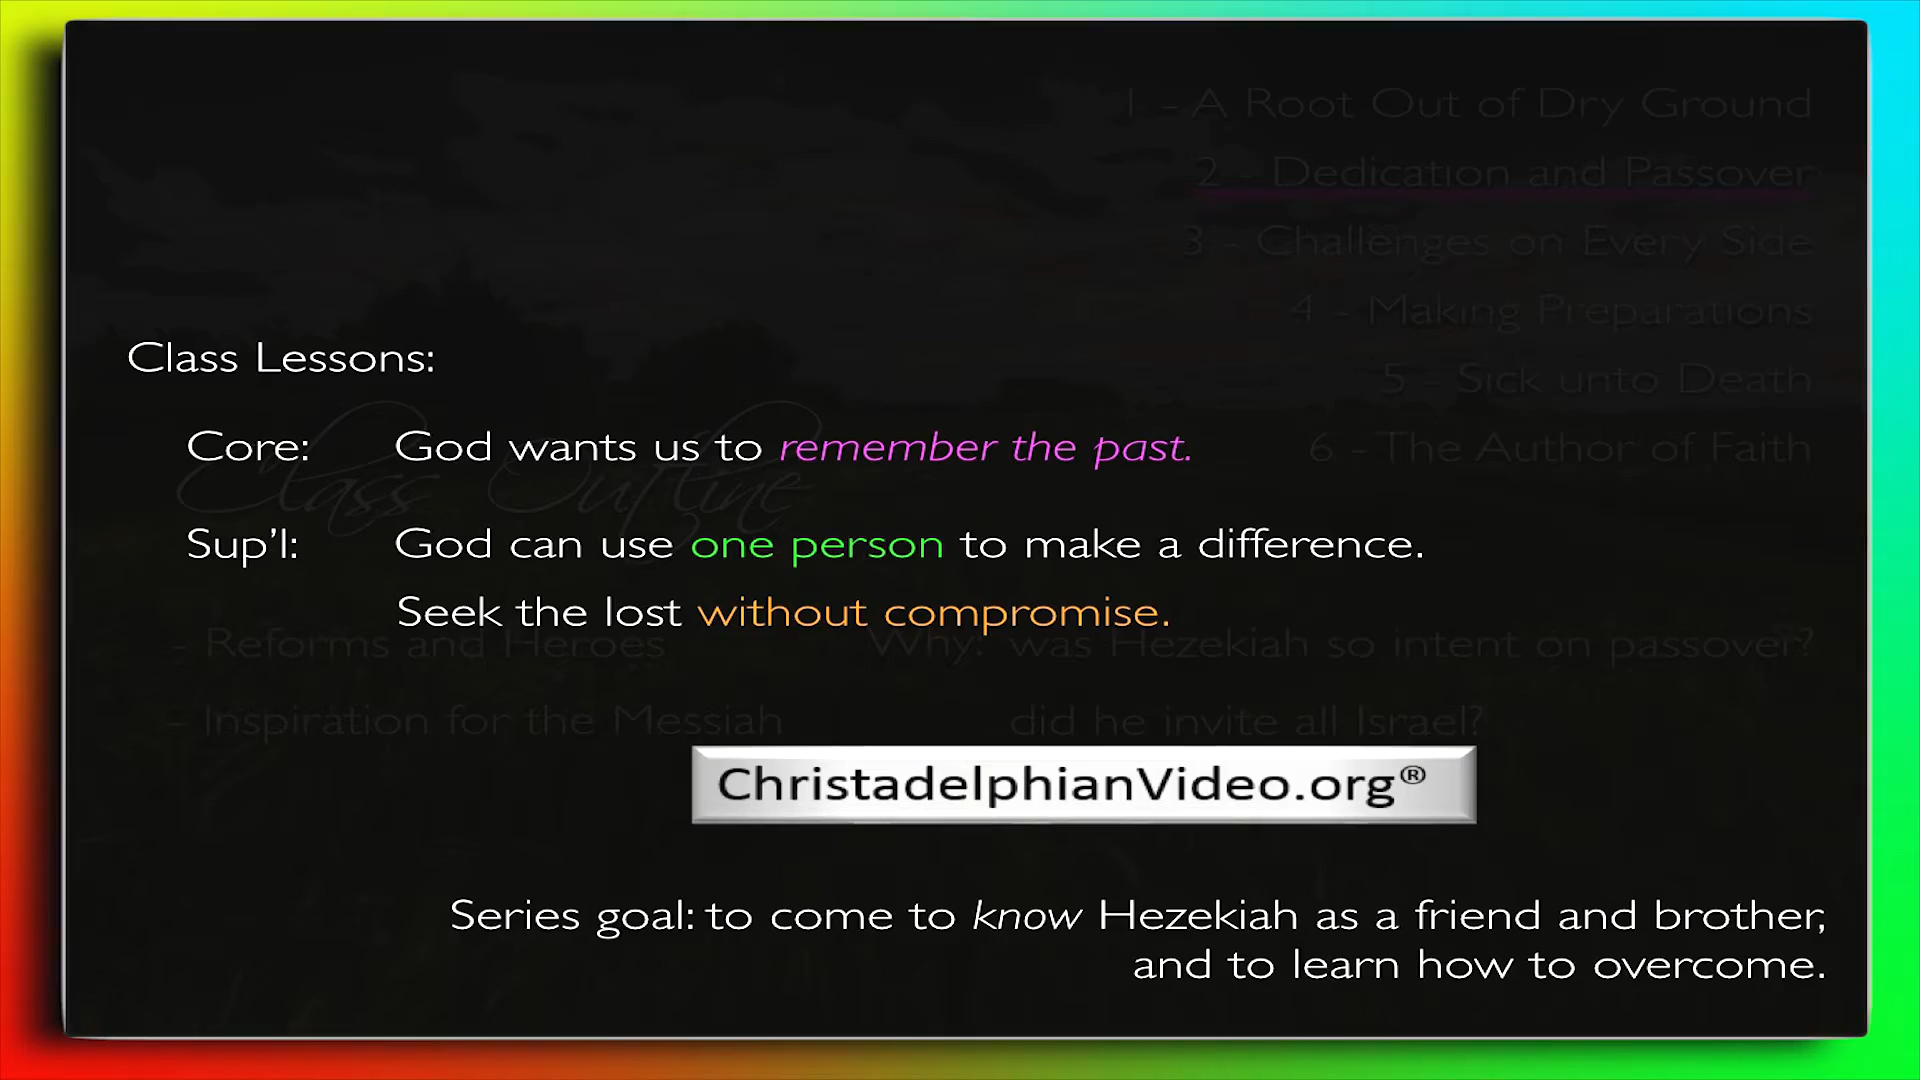 1 - A Root Out of Dry Ground
2 - Dedication and Passover
3 - Challenges on Every Side
4 - Making Preparations
5 - Sick unto Death
6 - The Author of Faith
Class Lessons:
Core: God wants us to remember the past.
Class Outline
Sup'l: God can use one person to make a difference.
Seek the lost without compromise.
- Reforms and Heroes Why: was Hezekiah so intent on passover?
- Inspiration for the Messiah did he invite all Israel?
ChristadelphianVideo.org®
Series goal: to come to know Hezekiah as a friend and brother,
and to learn how to overcome.